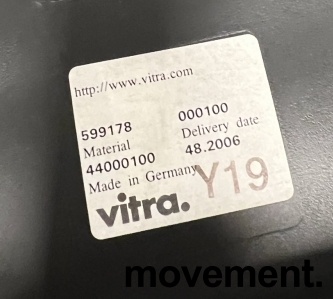 http://www.vitra.com
599178 000100
Material Delivery date
44000100 48.2006
Made in Germany Y19
vitra.
movement.